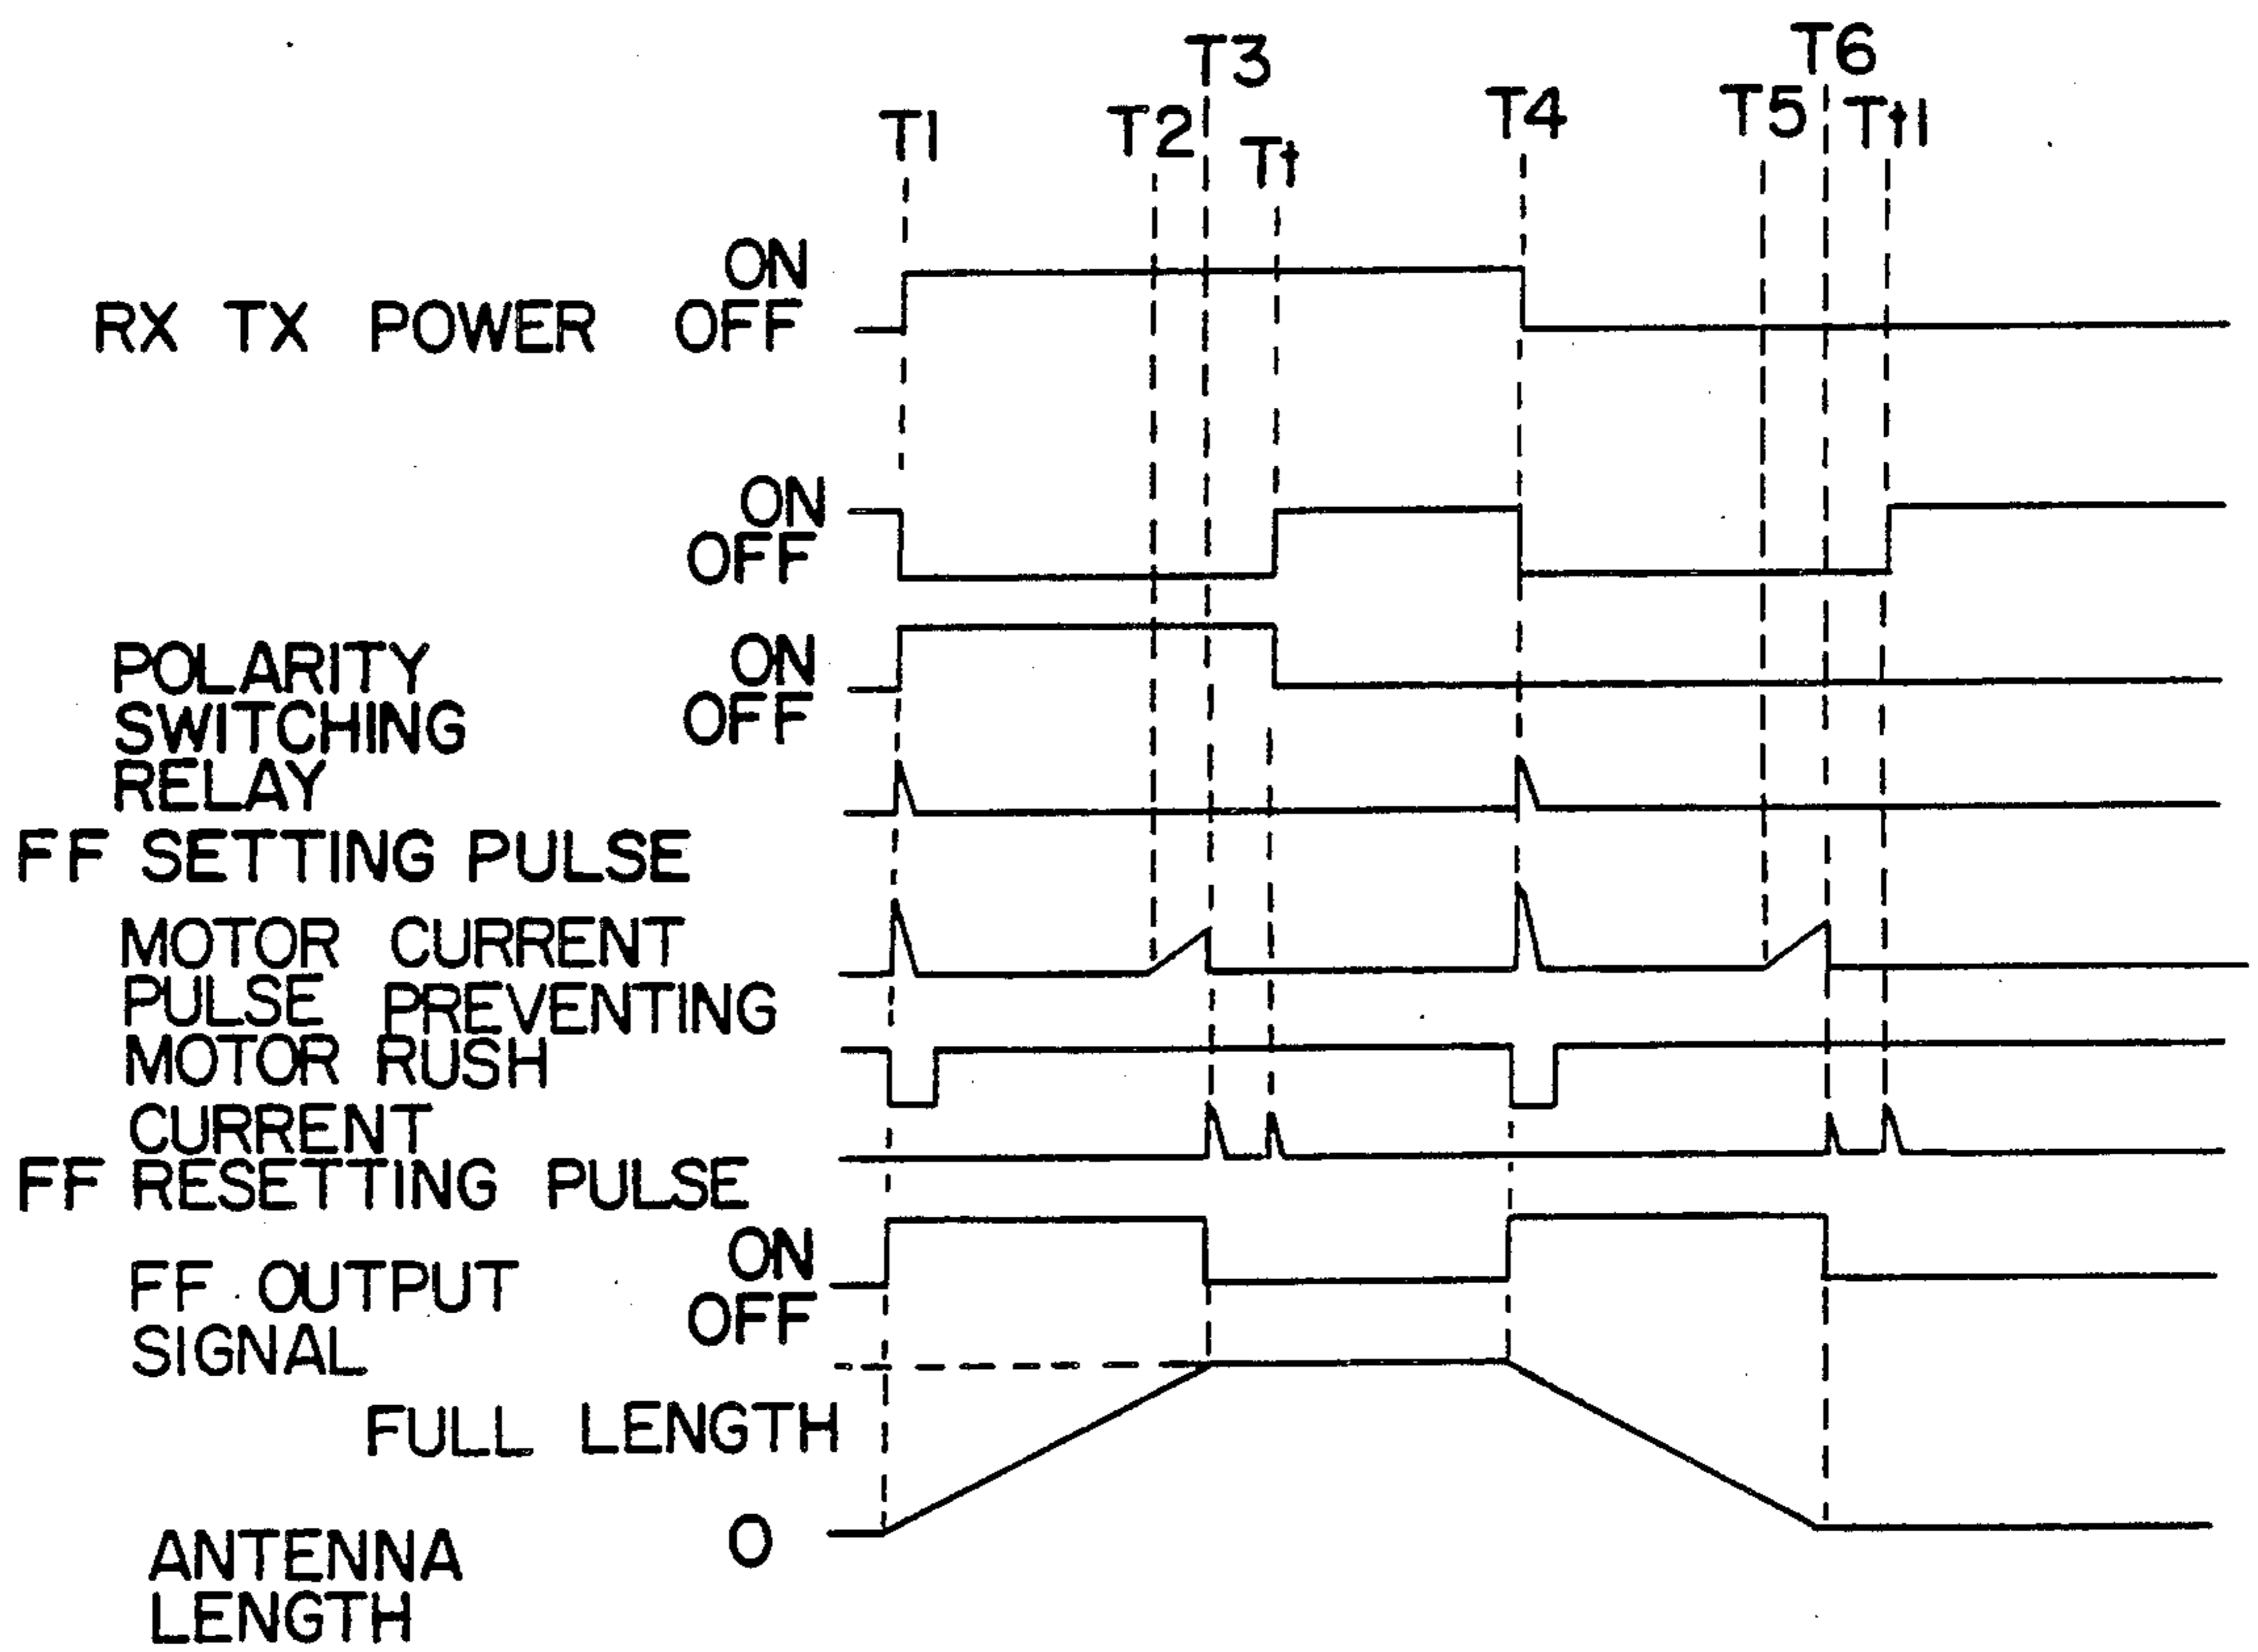 T6
T3
T5
T4
Tt1
T2
T1
Tt
ON
RX TX POWER OFF
ON
OFF
ON
POLARITY
SWITCHING OFF
RELAY
FF SETTING PULSE
MOTOR CURRENT
PULSE PREVENTING
MOTOR RUSH
CURRENT
FF RESETTING PULSE
ON
FF OUTPUT
OFF
SIGNAL
FULL LENGTH
O
ANTENNA
LENGTH